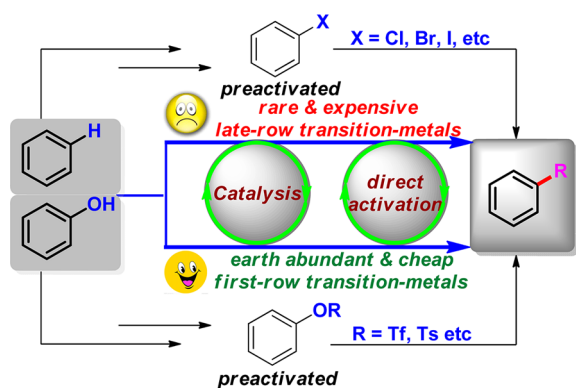 X
X = Cl, Br, I, etc
preactivated
rare & expensive
late-row transition-metals
H
OH
Catalysis
direct
activation
R
earth abundant & cheap
first-row transition-metals
OR
R = Tf, Ts etc
preactivated